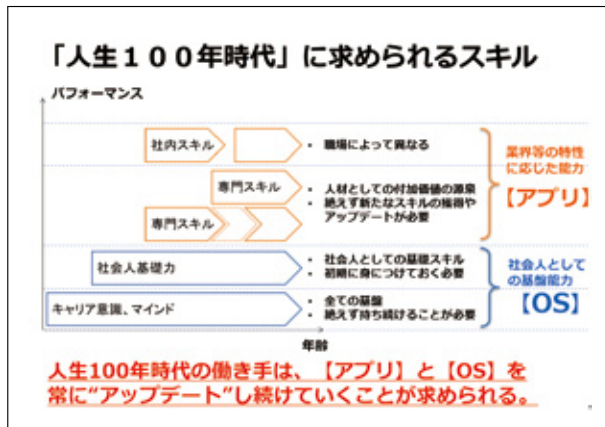 「人生１００年時代」に求められるスキル
パフォーマンス
社内スキル
・ 職場によって異なる
専門スキル
専門スキル
・ 人材としての付加価値の源泉
・ 絶えず新たなスキルの獲得や
アップデートが必要
業界等の特性
に応じた能力
【アプリ】
社会人基礎力
・ 社会人としての基礎スキル
・ 初期に身につけておく必要
キャリア意識、マインド
・ 全ての基盤
・ 絶えず持ち続けることが必要
社会人として
の基盤能力
【OS】
年齢
人生100年時代の働き手は、【アプリ】と【OS】を
常に“アップデート”し続けていくことが求められる。